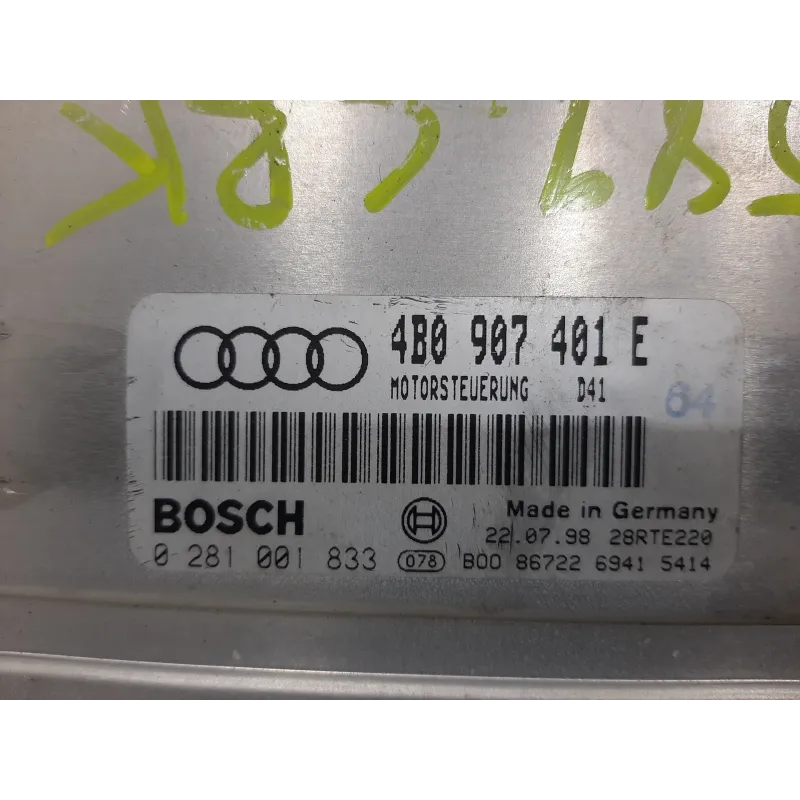 4B0 907 401 E
MOTORSTEUERUNG D41
64
BOSCH
Made in Germany
22.07.98 28RTE220
0 281 001 833 078 B00 86722 6941 5414